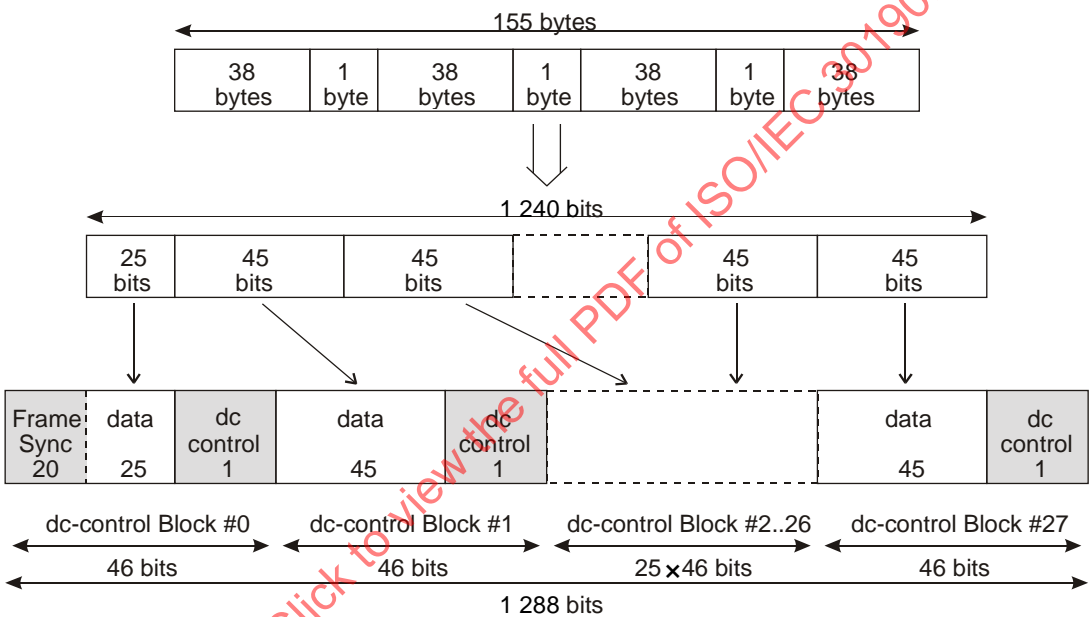 155 bytes
38 bytes
1 byte
38 bytes
1 byte
38 bytes
1 byte
38 bytes
1 240 bits
25 bits
45 bits
45 bits
45 bits
45 bits
Frame Sync 20
data 25
dc control 1
data 45
dc control 1
data 45
dc control 1
dc-control Block #0
dc-control Block #1
dc-control Block #2..26
dc-control Block #27
46 bits
46 bits
25 × 46 bits
46 bits
1 288 bits
Click to view the full PDF of ISO/IEC 30190